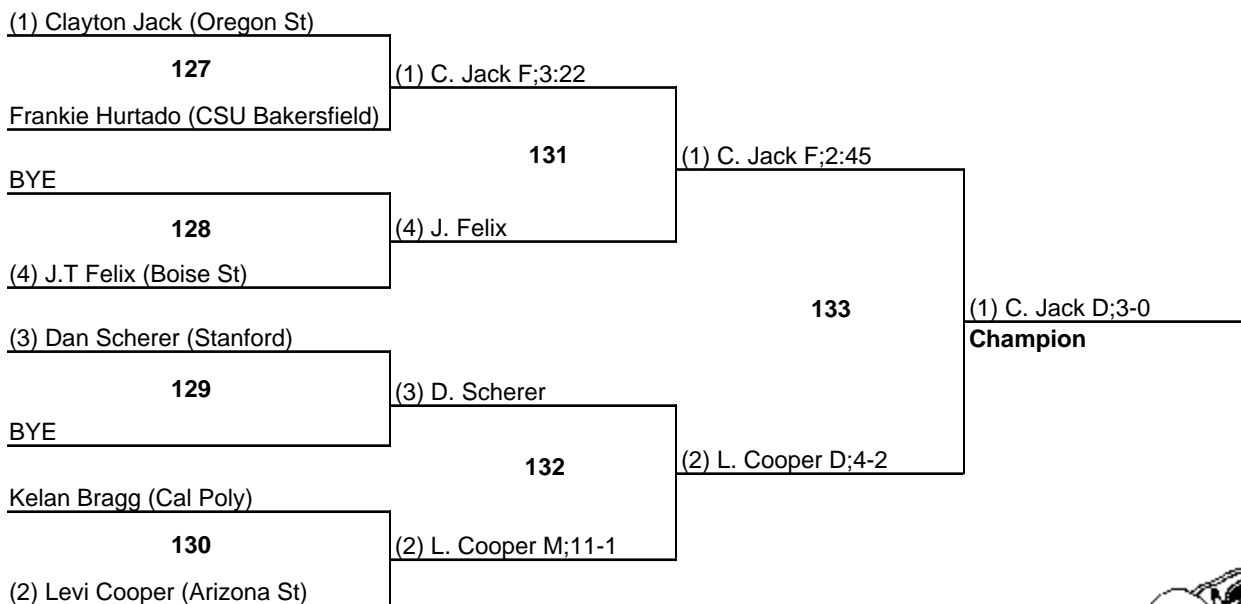 (1) Clayton Jack (Oregon St)
127
(1) C. Jack F;3:22
Frankie Hurtado (CSU Bakersfield)
131
(1) C. Jack F;2:45
BYE
128
(4) J. Felix
(4) J.T Felix (Boise St)
133
(1) C. Jack D;3-0
Champion
(3) Dan Scherer (Stanford)
129
(3) D. Scherer
BYE
132
(2) L. Cooper D;4-2
Kelan Bragg (Cal Poly)
130
(2) L. Cooper M;11-1
(2) Levi Cooper (Arizona St)